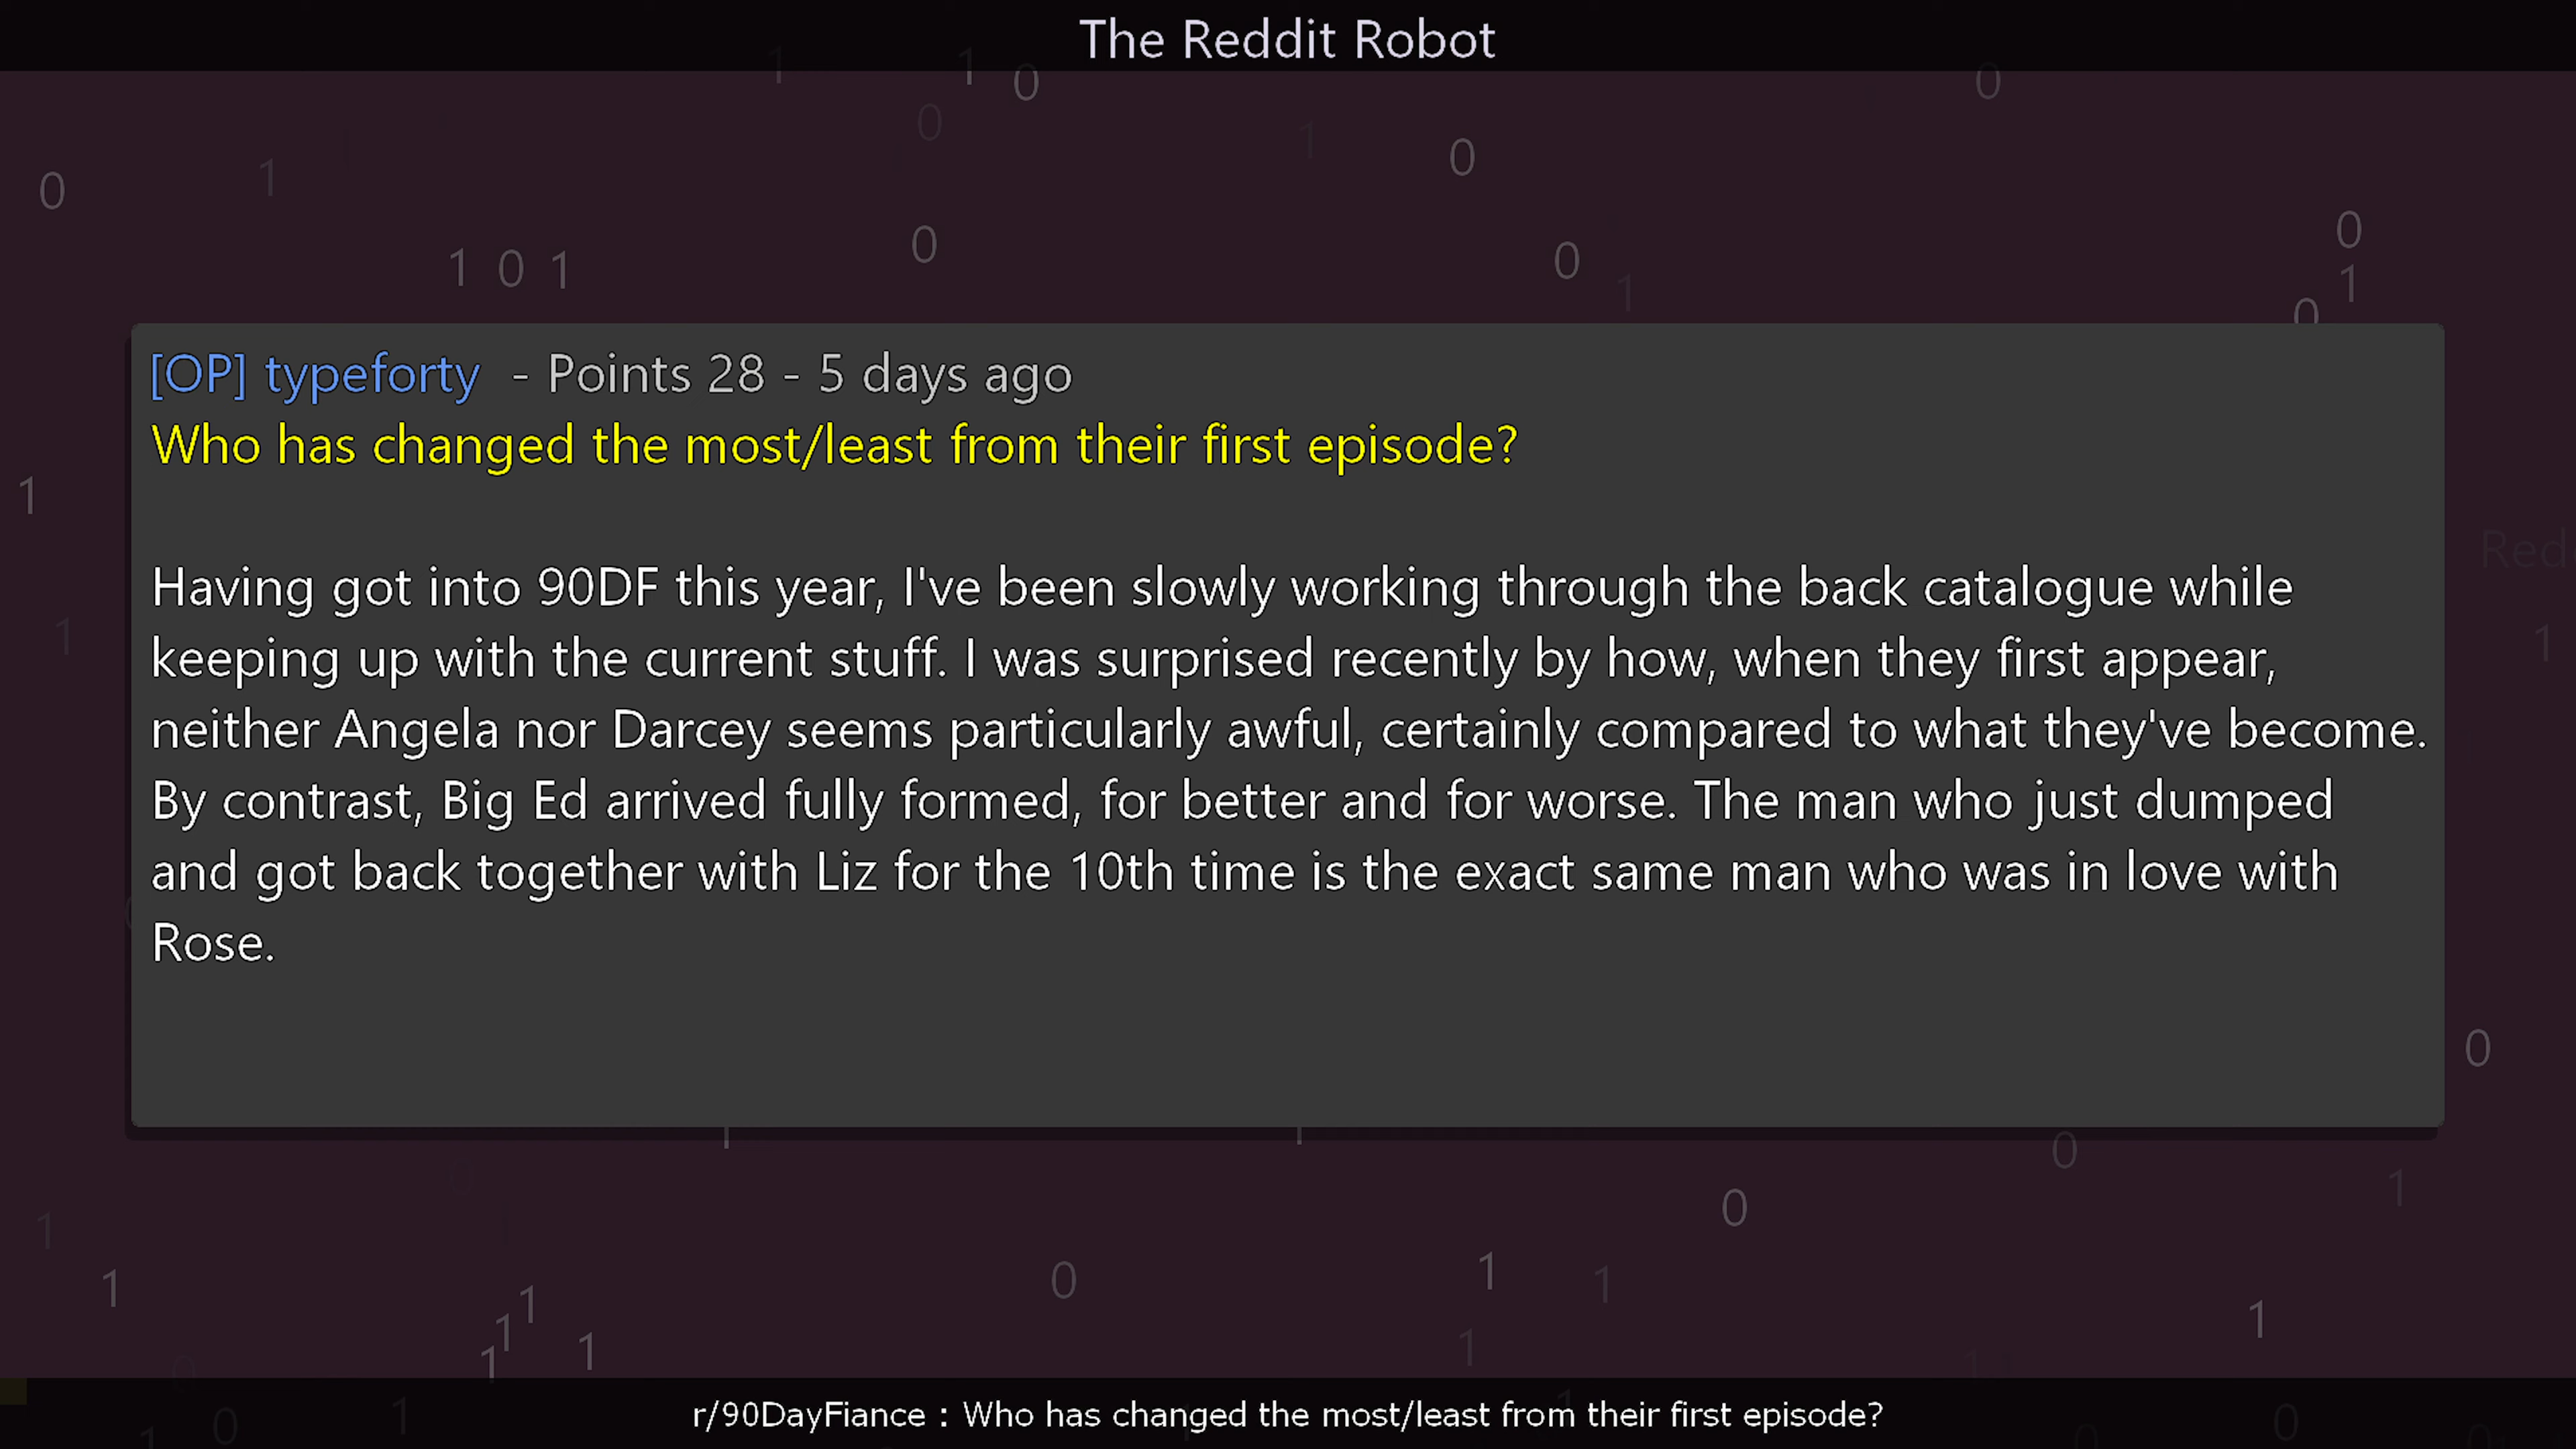 The Reddit Robot
[OP] typeforty - Points 28 - 5 days ago
Who has changed the most/least from their first episode?
Having got into 90DF this year, I've been slowly working through the back catalogue while
keeping up with the current stuff. I was surprised recently by how, when they first appear,
neither Angela nor Darcey seems particularly awful, certainly compared to what they've become.
By contrast, Big Ed arrived fully formed, for better and for worse. The man who just dumped
and got back together with Liz for the 10th time is the exact same man who was in love with
Rose.
r/90DayFiance : Who has changed the most/least from their first episode?